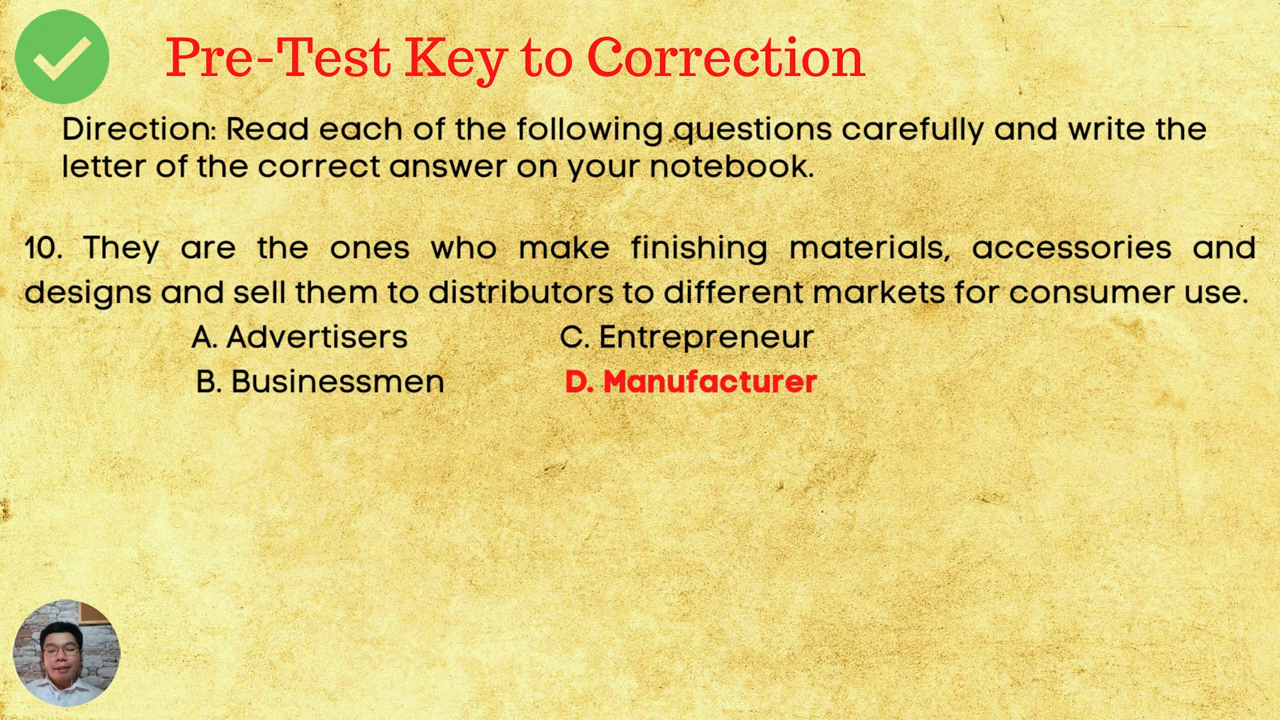 Pre-Test Key to Correction
Direction: Read each of the following questions carefully and write the
letter of the correct answer on your notebook.
10. They are the ones who make finishing materials, accessories and
designs and sell them to distributors to different markets for consumer use.
A. Advertisers C. Entrepreneur
B. Businessmen D. Manufacturer